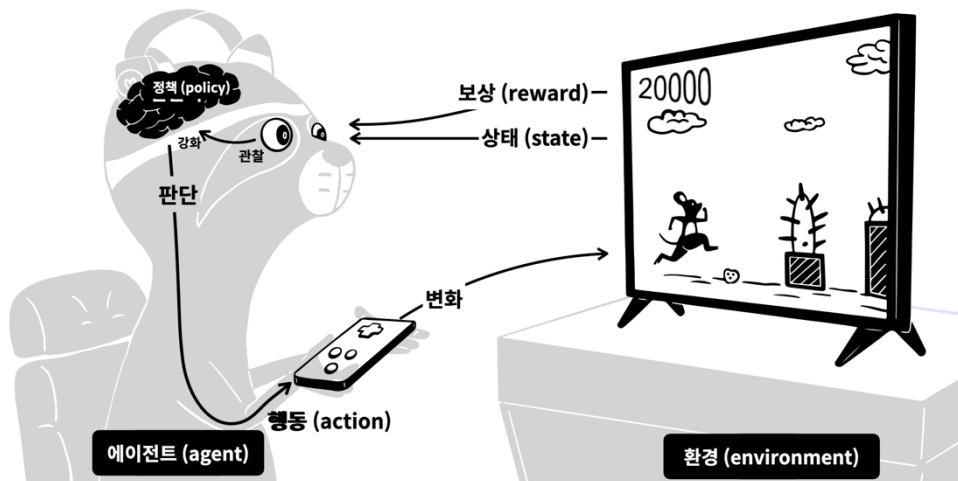 정책 (policy)
보상 (reward)
20000
상태 (state)
강화
관찰
판단
변화
행동 (action)
에이전트 (agent)
환경 (environment)